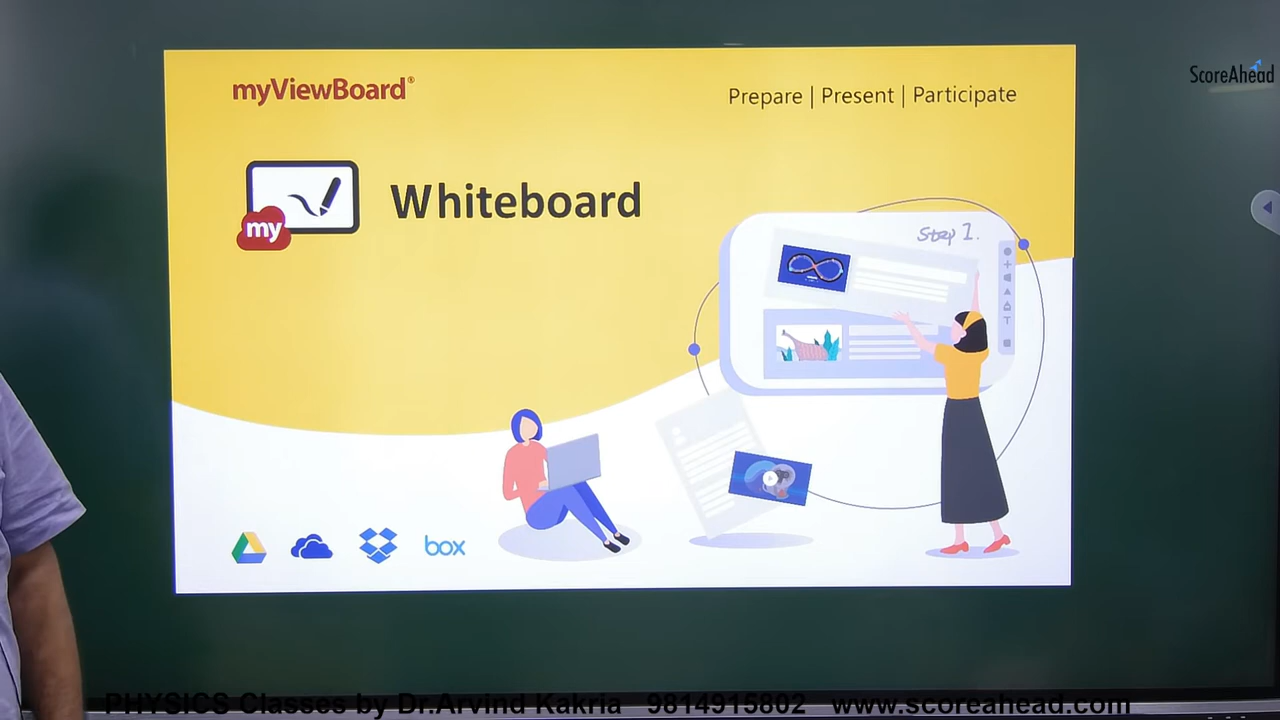 myViewBoard®
Prepare | Present | Participate
ScoreAhead
my
Whiteboard
Step 1.
box
PHYSICS Classes by Dr.Arvind Kakria 9814915802 www.scoreahead.com